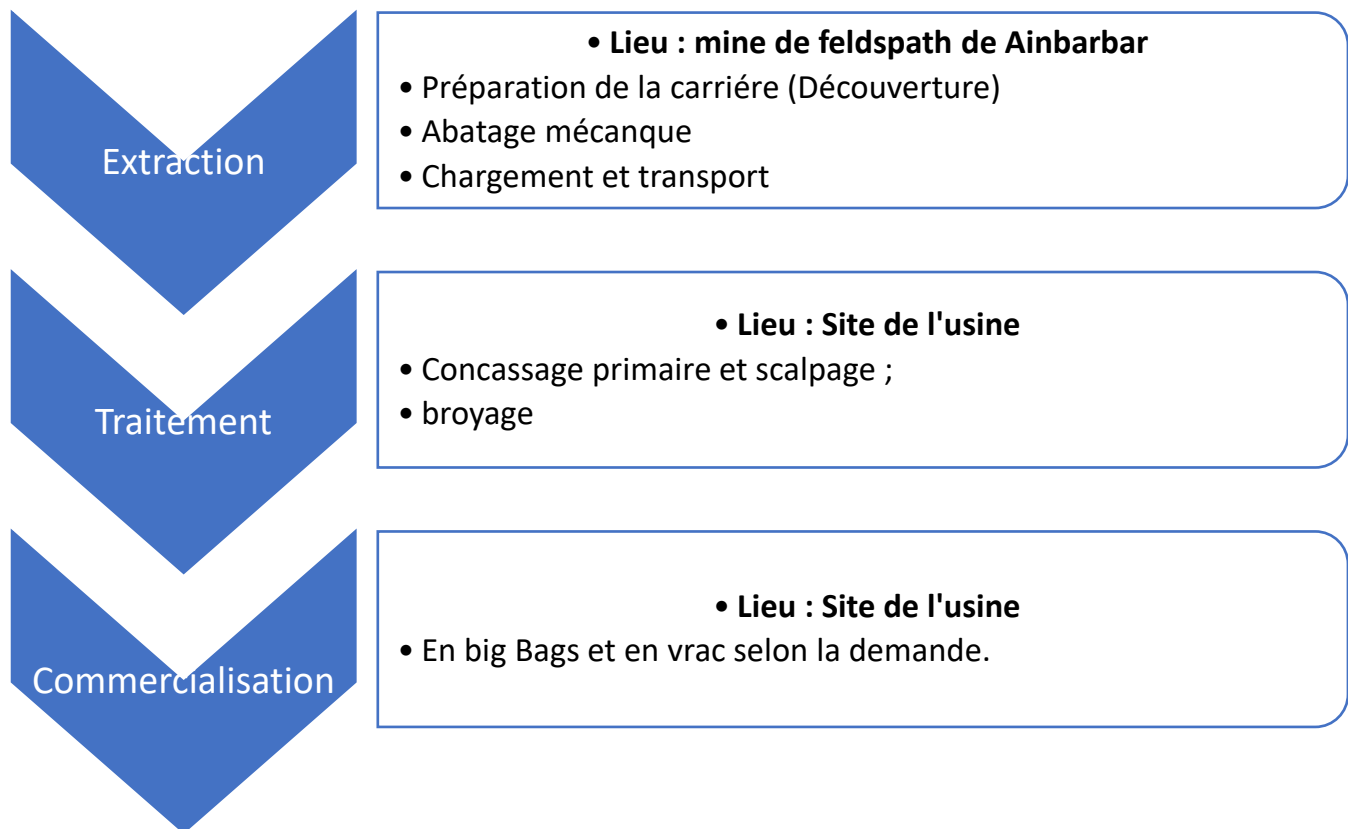 Extraction
• Lieu : mine de feldspath de Ainbarbar
• Préparation de la carriére (Découverture)
• Abatage mécanque
• Chargement et transport
Traitement
• Lieu : Site de l'usine
• Concassage primaire et scalpage ;
• broyage
Commercialisation
• Lieu : Site de l'usine
• En big Bags et en vrac selon la demande.